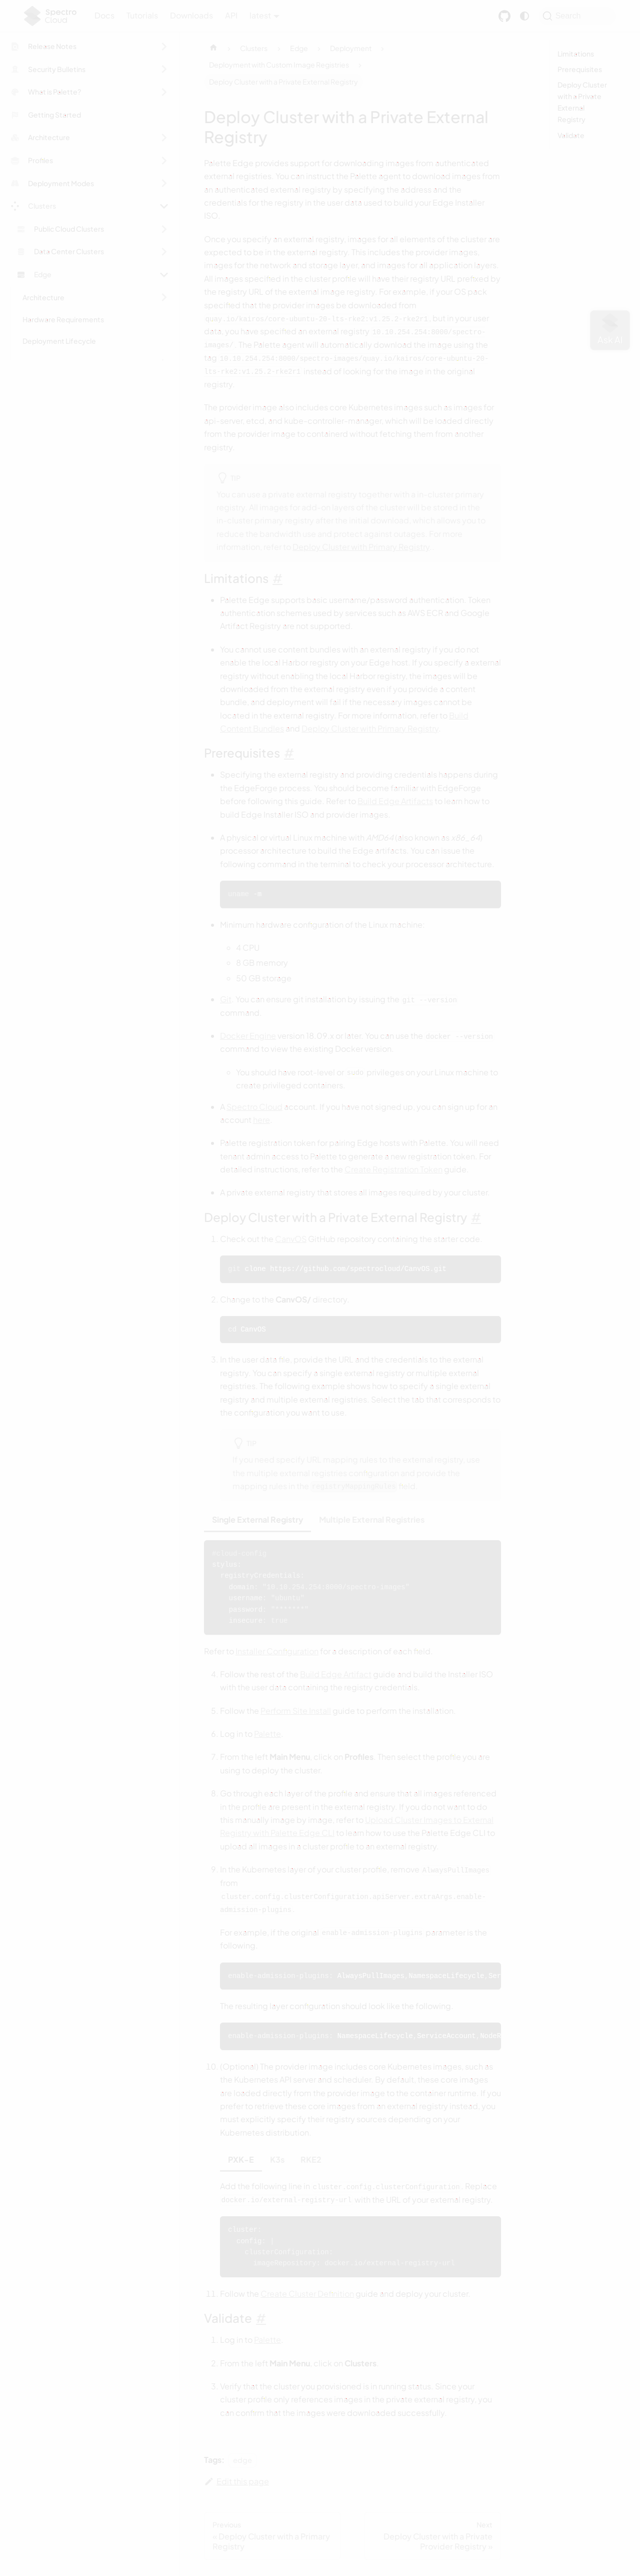 Spectro Cloud
Docs Tutorials Downloads API latest
Search
Release Notes
Security Bulletins
What is Palette?
Getting Started
Architecture
Profiles
Deployment Modes
Clusters
Public Cloud Clusters
Data Center Clusters
Edge
Architecture
Hardware Requirements
Deployment Lifecycle
Clusters > Edge > Deployment >
Deployment with Custom Image Registries >
Deploy Cluster with a Private External Registry
Limitations
Prerequisites
Deploy Cluster
with a Private
External
Registry
Validate
Ask AI
Deploy Cluster with a Private External
Registry
Palette Edge provides support for downloading images from authenticated
external registries. You can instruct the Palette agent to download images from
an authenticated external registry by specifying the address and the
credentials for the registry in the user data used to build your Edge Installer
ISO.
Once you specify an external registry, images for all elements of the cluster are
expected to be in the external registry. This includes the provider images,
images for the network and storage layer, and images for all application layers.
All images specified in the cluster profile will have their registry URL prefixed by
the registry URL of the external image registry. For example, if your OS pack
specified that the provider images be downloaded from
quay.io/kairos/core-ubuntu-20-lts-rke2:v1.25.2-rke2r1, but in your user
data, you have specified an external registry 10.10.254.254:8000/spectro-
images/. The Palette agent will automatically download the image using the
tag 10.10.254.254:8000/spectro-images/quay.io/kairos/core-ubuntu-20-
lts-rke2:v1.25.2-rke2r1 instead of looking for the image in the original
registry.
The provider image also includes core Kubernetes images such as images for
api-server, etcd, and kube-controller-manager, which will be loaded directly
from the provider image to containerd without fetching them from another
registry.
TIP
You can use a private external registry together with a in-cluster primary
registry. All images for add-on layers of the cluster will be stored in the
in-cluster primary registry after the initial download, which allows you to
reduce the bandwidth use and protect against outages. For more
information, refer to Deploy Cluster with Primary Registry.
Limitations #
Palette Edge supports basic username/password authentication. Token
authentication schemes used by services such as AWS ECR and Google
Artifact Registry are not supported.
You cannot use content bundles with an external registry if you do not
enable the local Harbor registry on your Edge host. If you specify a external
registry without enabling the local Harbor registry, the images will be
downloaded from the external registry even if you provide a content
bundle, and deployment will fail if the necessary images cannot be
located in the external registry. For more information, refer to Build
Content Bundles and Deploy Cluster with Primary Registry.
Prerequisites #
Specifying the external registry and providing credentials happens during
the EdgeForge process. You should become familiar with EdgeForge
before following this guide. Refer to Build Edge Artifacts to learn how to
build Edge Installer ISO and provider images.
A physical or virtual Linux machine with AMD64 (also known as x86_64)
processor architecture to build the Edge artifacts. You can issue the
following command in the terminal to check your processor architecture.
uname -m
Minimum hardware configuration of the Linux machine:
4 CPU
8 GB memory
50 GB storage
Git. You can ensure git installation by issuing the git --version
command.
Docker Engine version 18.09.x or later. You can use the docker --version
command to view the existing Docker version.
You should have root-level or sudo privileges on your Linux machine to
create privileged containers.
A Spectro Cloud account. If you have not signed up, you can sign up for an
account here.
Palette registration token for pairing Edge hosts with Palette. You will need
tenant admin access to Palette to generate a new registration token. For
detailed instructions, refer to the Create Registration Token guide.
A private external registry that stores all images required by your cluster.
Deploy Cluster with a Private External Registry #
1. Check out the CanvOS GitHub repository containing the starter code.
git clone https://github.com/spectrocloud/CanvOS.git
2. Change to the CanvOS/ directory.
cd CanvOS
3. In the user data file, provide the URL and the credentials to the external
registry. You can specify a single external registry or multiple external
registries. The following example shows how to specify a single external
registry and multiple external registries. Select the tab that corresponds to
the configuration you want to use.
TIP
If you need specify URL mapping rules to the external registry, use
the multiple external registries configuration and provide the
Single External Registry Multiple External Registries
#cloud-config
stylus:
registryCredentials:
domain: "10.10.254.254:8000/spectro-images"
insecure: true
Refer to Installer Configuration for a description of each field.
4. Follow the rest of the Build Edge Artifact guide and build the Installer ISO
with the user data containing the registry credentials.
5. Follow the Perform Site Install guide to perform the installation.
6. Log in to Palette.
7. From the left Main Menu, click on Profiles. Then select the profile you are
using to deploy the cluster.
8. Go through each layer of the profile and ensure that all images referenced
in the profile are present in the external registry. If you do not want to do
this manually image by image, refer to Upload Cluster Images to External
Registry with Palette Edge CLI to learn how to use the Palette Edge CLI to
upload all images in a cluster profile to an external registry.
9. In the Kubernetes layer of your cluster profile, remove AlwaysPullImages
from
cluster.config.clusterConfiguration.apiServer.extraArgs.enable-
admission-plugins.
For example, if the original enable-admission-plugins parameter is the
following.
enable-admission-plugins: AlwaysPullImages,NamespaceLifecycle,Ser
The resulting layer configuration should look like the following.
enable-admission-plugins: NamespaceLifecycle,ServiceAccount,NodeR
10. (Optional) The provider image includes core Kubernetes images, such as
the Kubernetes API server and scheduler. By default, these core images
are loaded directly from the provider image to the container runtime. If you
prefer to retrieve these core images from an external registry instead, you
must explicitly specify their registry sources depending on your
Kubernetes distribution.
PXK-E K3s RKE2
Add the following line in cluster.config.clusterConfiguration. Replace
docker.io/external-registry-url with the URL of your external registry.
cluster:
config: |
clusterConfiguration:
imageRepository: docker.io/external-registry-url
11. Follow the Create Cluster Definition guide and deploy your cluster.
Validate #
1. Log in to Palette.
2. From the left Main Menu, click on Clusters.
3. Verify that the cluster you provisioned is in running status. Since your
cluster profile only references images in the private external registry, you
can confirm that the images were downloaded successfully.
Tags: edge
Edit this page
Previous
« Deploy Cluster with a Primary
Registry
Next
Deploy Cluster with a Private
Provider Registry »